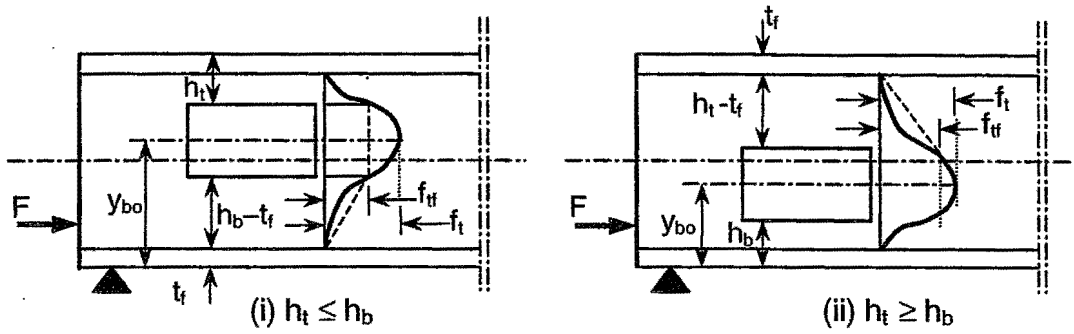 h_t
y_bo
F
h_b–t_f
f_tf
f_t
t_f
(i) h_t ≤ h_b
t_f
h_t-t_f
f_t
f_tf
F
y_bo
h_b
(ii) h_t ≥ h_b